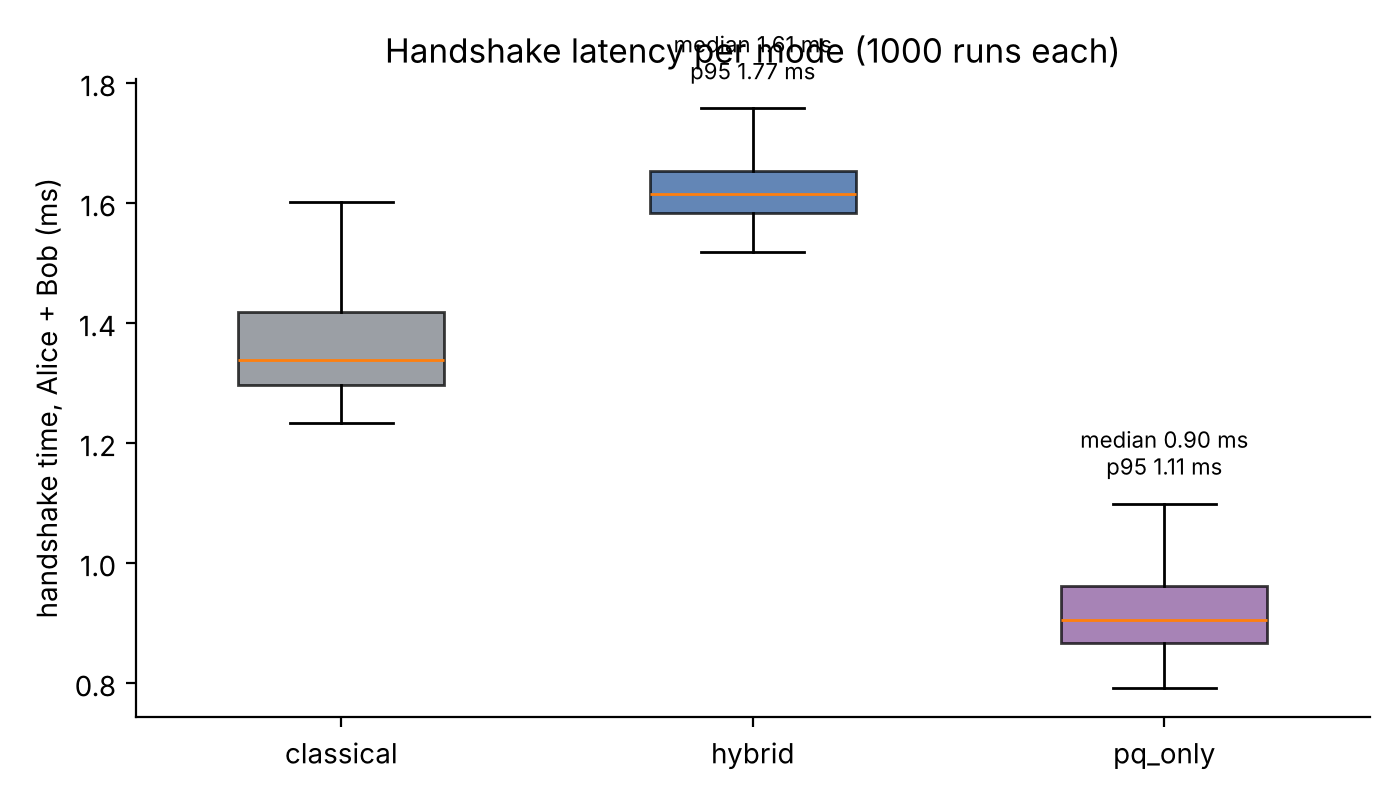 Handshake latency per mode (1000 runs each)
median 1.61 ms
p95 1.77 ms
handshake time, Alice + Bob (ms)
1.8
1.6
1.4
1.2
1.0
0.8
median 0.90 ms
p95 1.11 ms
classical
hybrid
pq_only